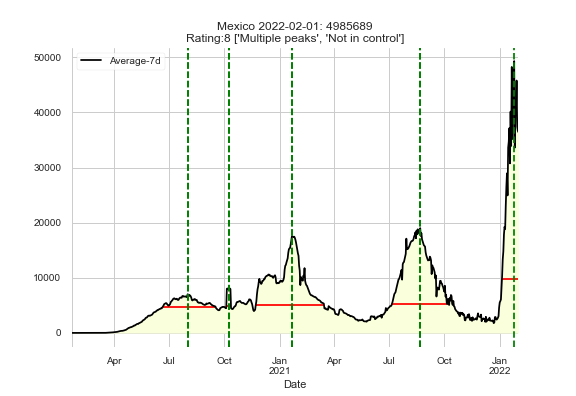 Mexico 2022-02-01: 4985689
Rating:8 ['Multiple peaks', 'Not in control']
Average-7d
50000
40000
30000
20000
10000
0
Apr Jul Oct Jan Apr Jul Oct Jan
2021 2022
Date